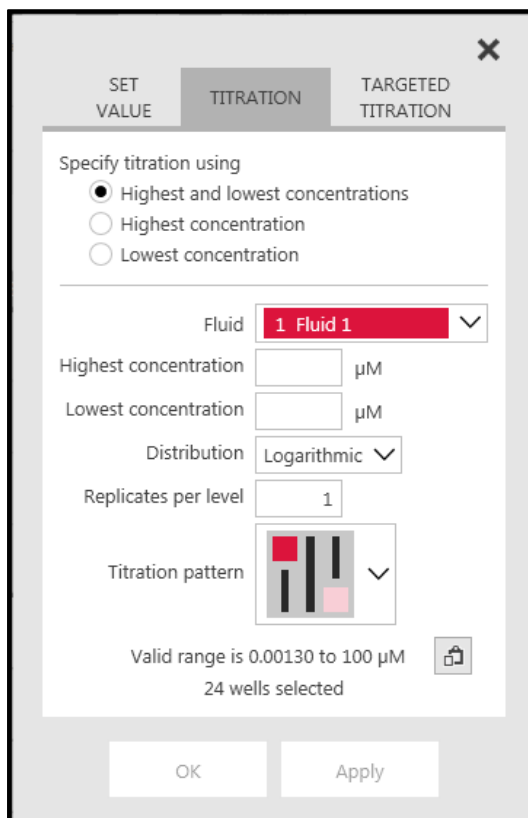 SET
VALUE
TITRATION
TARGETED
TITRATION
Specify titration using
Highest and lowest concentrations
Highest concentration
Lowest concentration
Fluid 1 Fluid 1
Highest concentration µM
Lowest concentration µM
Distribution Logarithmic
Replicates per level 1
Titration pattern
Valid range is 0.00130 to 100 µM
24 wells selected
OK Apply